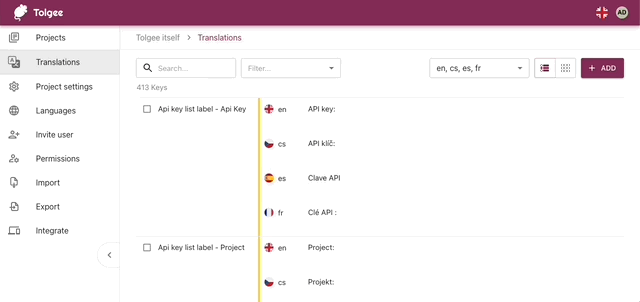 Tolgee
AD
Projects
Translations
Project settings
Languages
Invite user
Permissions
Import
Export
Integrate
Tolgee itself > Translations
Search...
Filter...
en, cs, es, fr
+ ADD
413 Keys
Api key list label - Api Key
en API key:
cs API klíč:
es Clave API
fr Clé API :
Api key list label - Project
en Project:
cs Projekt: